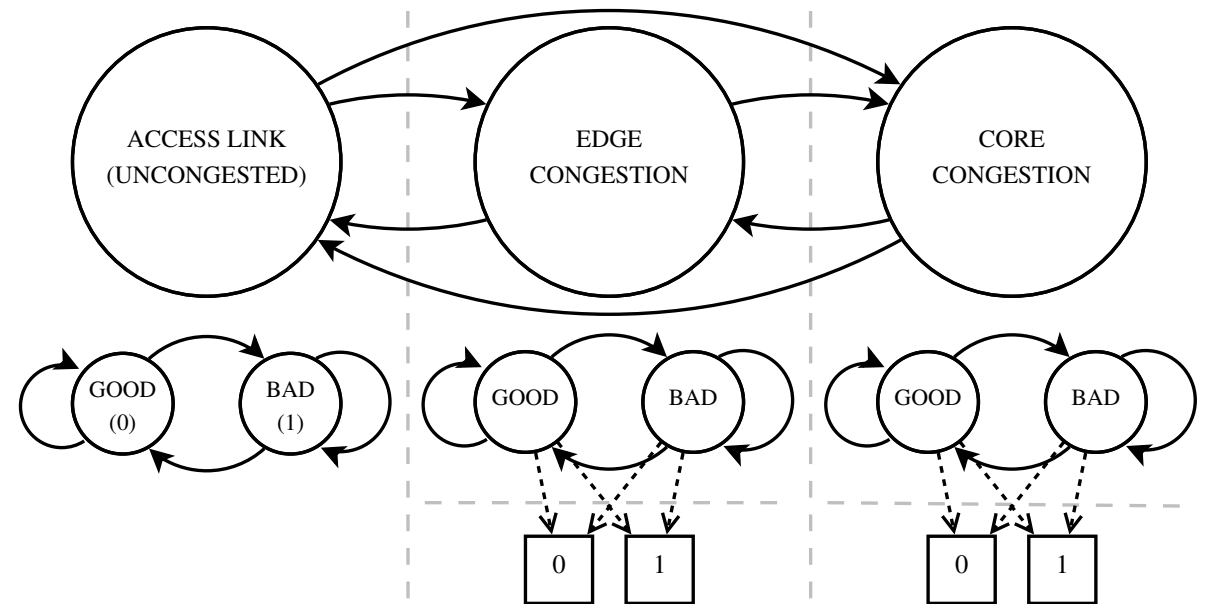 ACCESS LINK
(UNCONGESTED)
EDGE
CONGESTION
CORE
CONGESTION
GOOD
(0)
BAD
(1)
GOOD
BAD
GOOD
BAD
0
1
0
1